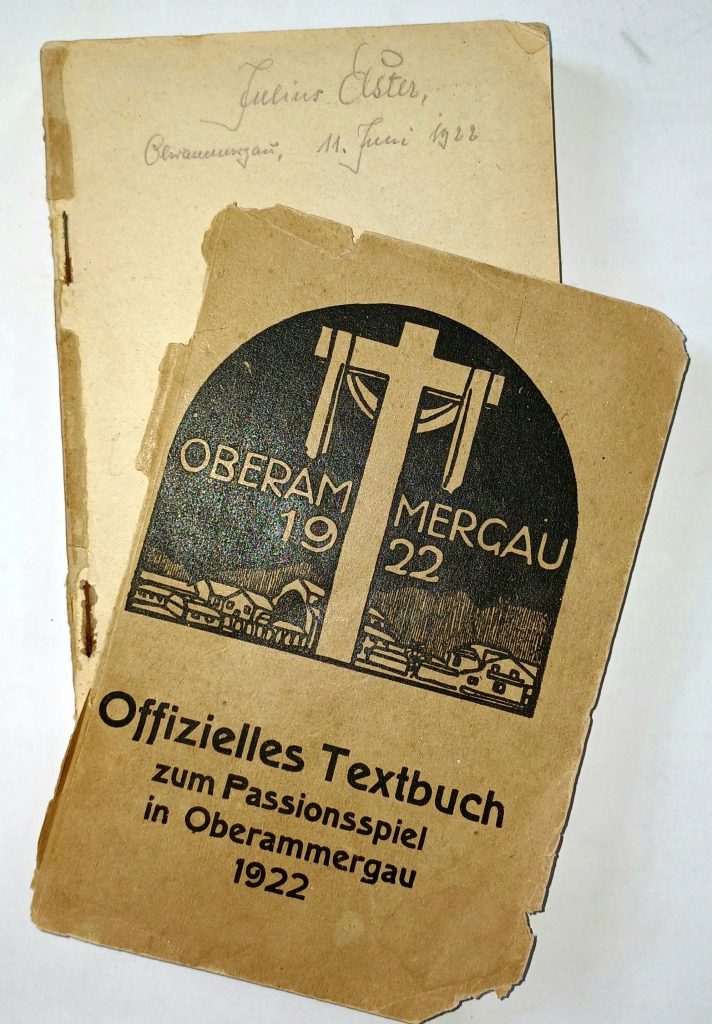 Julius Elster,
Oberammergau, 11. Juni 1922
OBERAM MERGAU
19 22
Offizielles Textbuch
zum Passionsspiel
in Oberammergau
1922